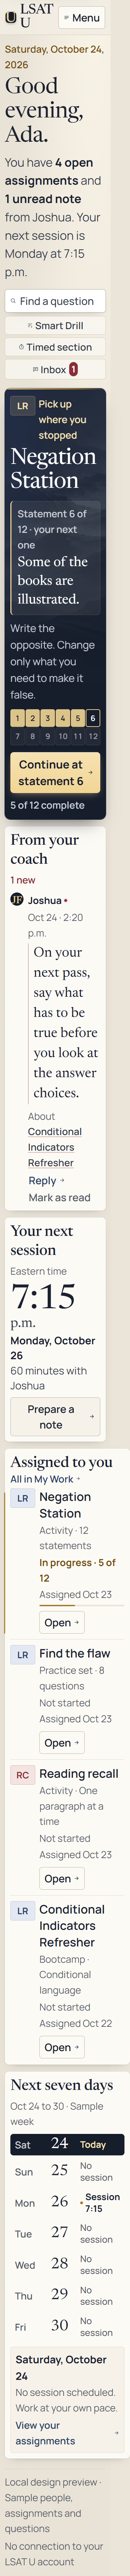 LSAT
U
Menu
Saturday, October 24,
2026
Good
evening,
Ada.
You have 4 open
assignments and
1 unread note
from Joshua. Your
next session is
Monday at 7:15
p.m.
Find a question
Smart Drill
Timed section
Inbox 1
LR
Pick up
where you
stopped
Negation
Station
Statement 6 of
12 · your next
one
Some of the
books are
illustrated.
Write the
opposite. Change
only what you
need to make it
false.
1 2 3 4 5 6
7 8 9 10 11 12
Continue at
statement 6 →
5 of 12 complete
From your
coach
1 new
JF Joshua •
Oct 24 · 2:20
p.m.
On your
next pass,
say what
has to be
true before
you look at
the answer
choices.
About
Conditional
Indicators
Refresher
Reply →
Mark as read
Your next
session
Eastern time
7:15
p.m.
Monday, October
26
60 minutes with
Joshua
Prepare a
note →
Assigned to you
All in My Work →
LR
Negation
Station
Activity · 12
statements
In progress · 5 of
12
Assigned Oct 23
Open →
LR
Find the flaw
Practice set · 8
questions
Not started
Assigned Oct 23
Open →
RC
Reading recall
Activity · One
paragraph at a
time
Not started
Assigned Oct 23
Open →
LR
Conditional
Indicators
Refresher
Bootcamp ·
Conditional
language
Not started
Assigned Oct 22
Open →
Next seven days
Oct 24 to 30 · Sample
week
Sat 24 Today
Sun 25 No
session
Mon 26 Session
7:15
Tue 27 No
session
Wed 28 No
session
Thu 29 No
session
Fri 30 No
session
Saturday, October
24
No session scheduled.
Work at your own pace.
View your
assignments →
Local design preview ·
Sample people,
assignments and
questions
No connection to your
LSAT U account